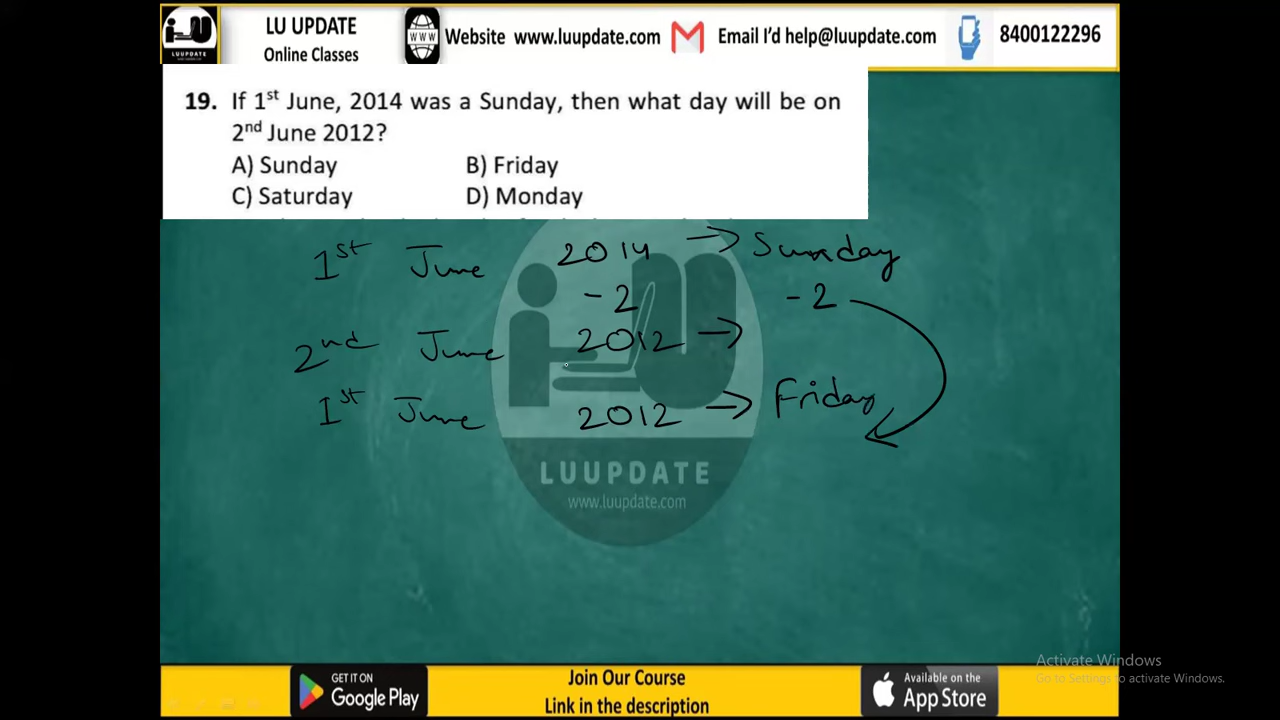 LU UPDATE
Online Classes
LUUPDATE
WWW
Website www.luupdate.com
Email I’d help@luupdate.com
8400122296
19. If 1st June, 2014 was a Sunday, then what day will be on
2nd June 2012?
A) Sunday B) Friday
C) Saturday D) Monday
1st June 2014 → Sunday
-2 -2
2nd June 2012 →
1st June 2012 → Friday
LUUPDATE
www.luupdate.com
Activate Windows
Go to Settings to activate Windows.
GET IT ON
Google Play
Join Our Course
Link in the description
Available on the
App Store